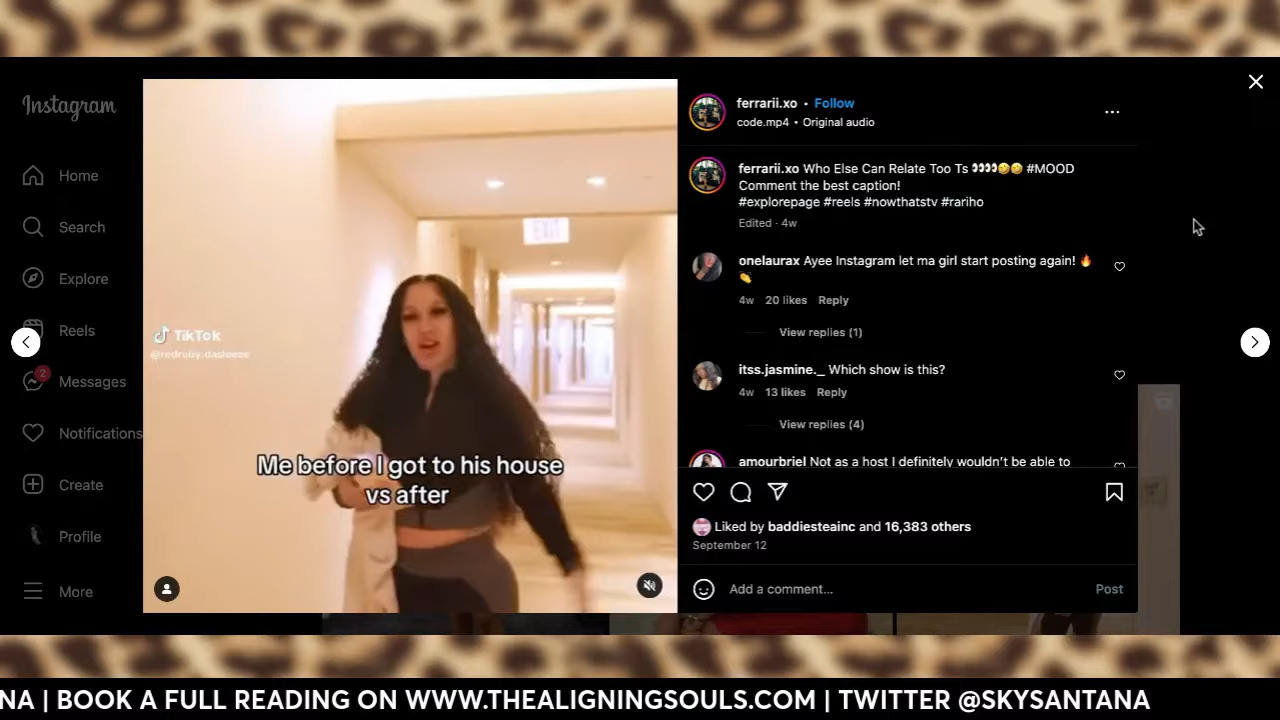 Instagram
Home
Search
Explore
Reels
2
Messages
Notifications
Create
Profile
More
EXIT
TikTok
@redruby.dasleeze
Me before I got to his house
vs after
ferrarii.xo • Follow
code.mp4 • Original audio
ferrarii.xo Who Else Can Relate Too Ts 👀👀🤣🤣 #MOOD
Comment the best caption!
#explorepage #reels #nowthatstv #rariho
Edited · 4w
onelaurax Ayee Instagram let ma girl start posting again! 🔥
👏
4w 20 likes Reply
View replies (1)
itss.jasmine._ Which show is this?
4w 13 likes Reply
View replies (4)
amourbriel Not as a host I definitely wouldn't be able to
Liked by baddiesteainc and 16,383 others
September 12
Add a comment...
Post
NA | BOOK A FULL READING ON WWW.THEALIGNINGSOULS.COM | TWITTER @SKYSANTANA